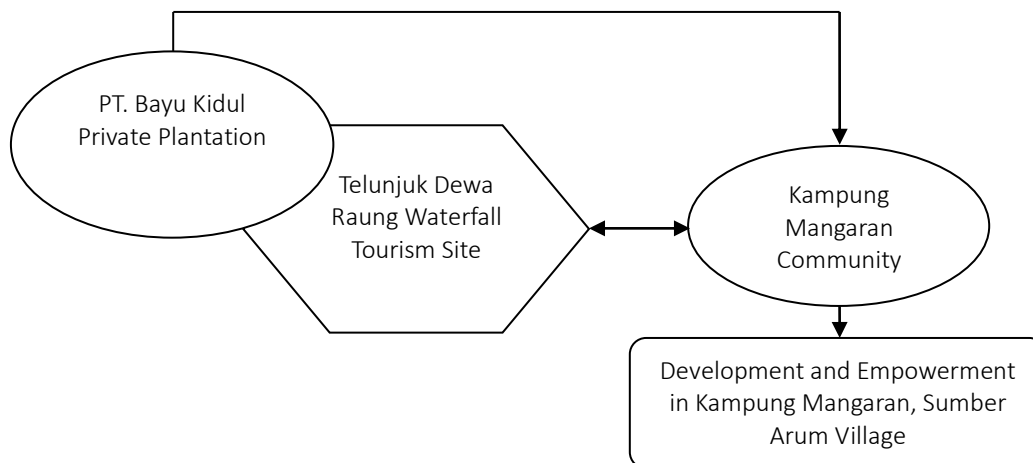 PT. Bayu Kidul
Private Plantation
Telunjuk Dewa
Raung Waterfall
Tourism Site
Kampung
Mangaran
Community
Development and Empowerment
in Kampung Mangaran, Sumber
Arum Village